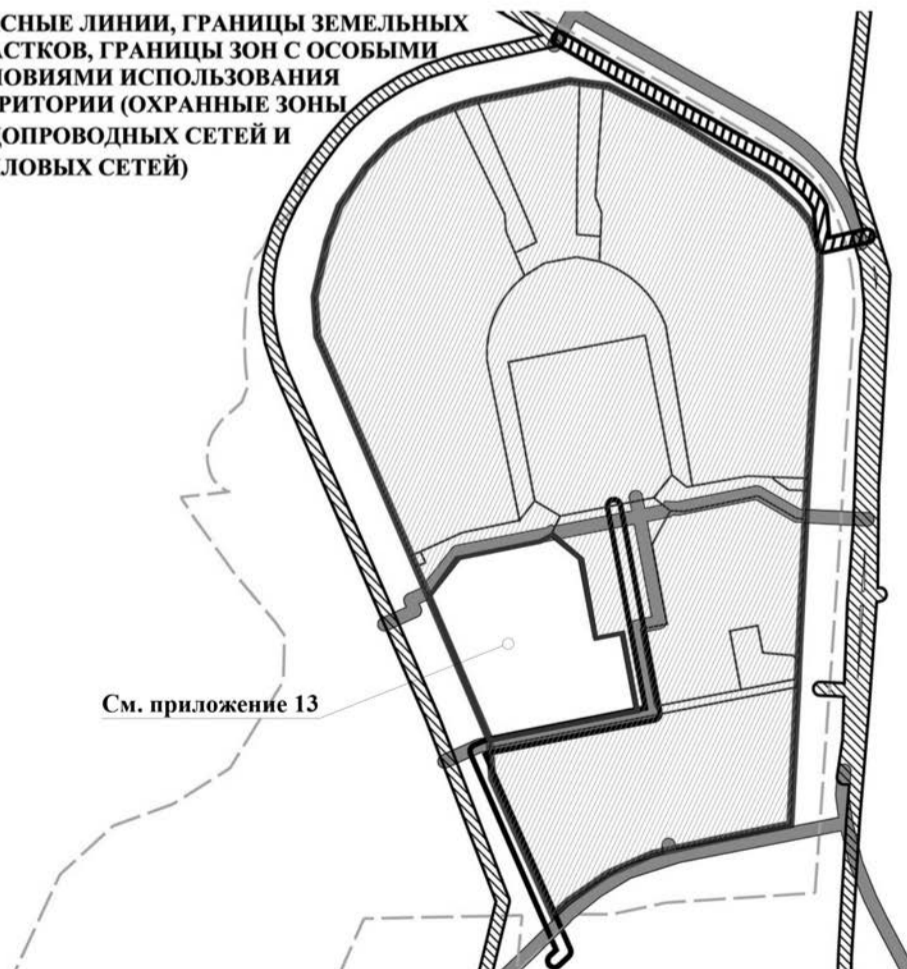 СНЫЕ ЛИНИИ, ГРАНИЦЫ ЗЕМЕЛЬНЫХ
АСТКОВ, ГРАНИЦЫ ЗОН С ОСОБЫМИ
ЛОВИЯМИ ИСПОЛЬЗОВАНИЯ
РИТОРИИ (ОХРАННЫЕ ЗОНЫ
ДОПРОВОДНЫХ СЕТЕЙ И
ЛОВЫХ СЕТЕЙ)
См. приложение 13